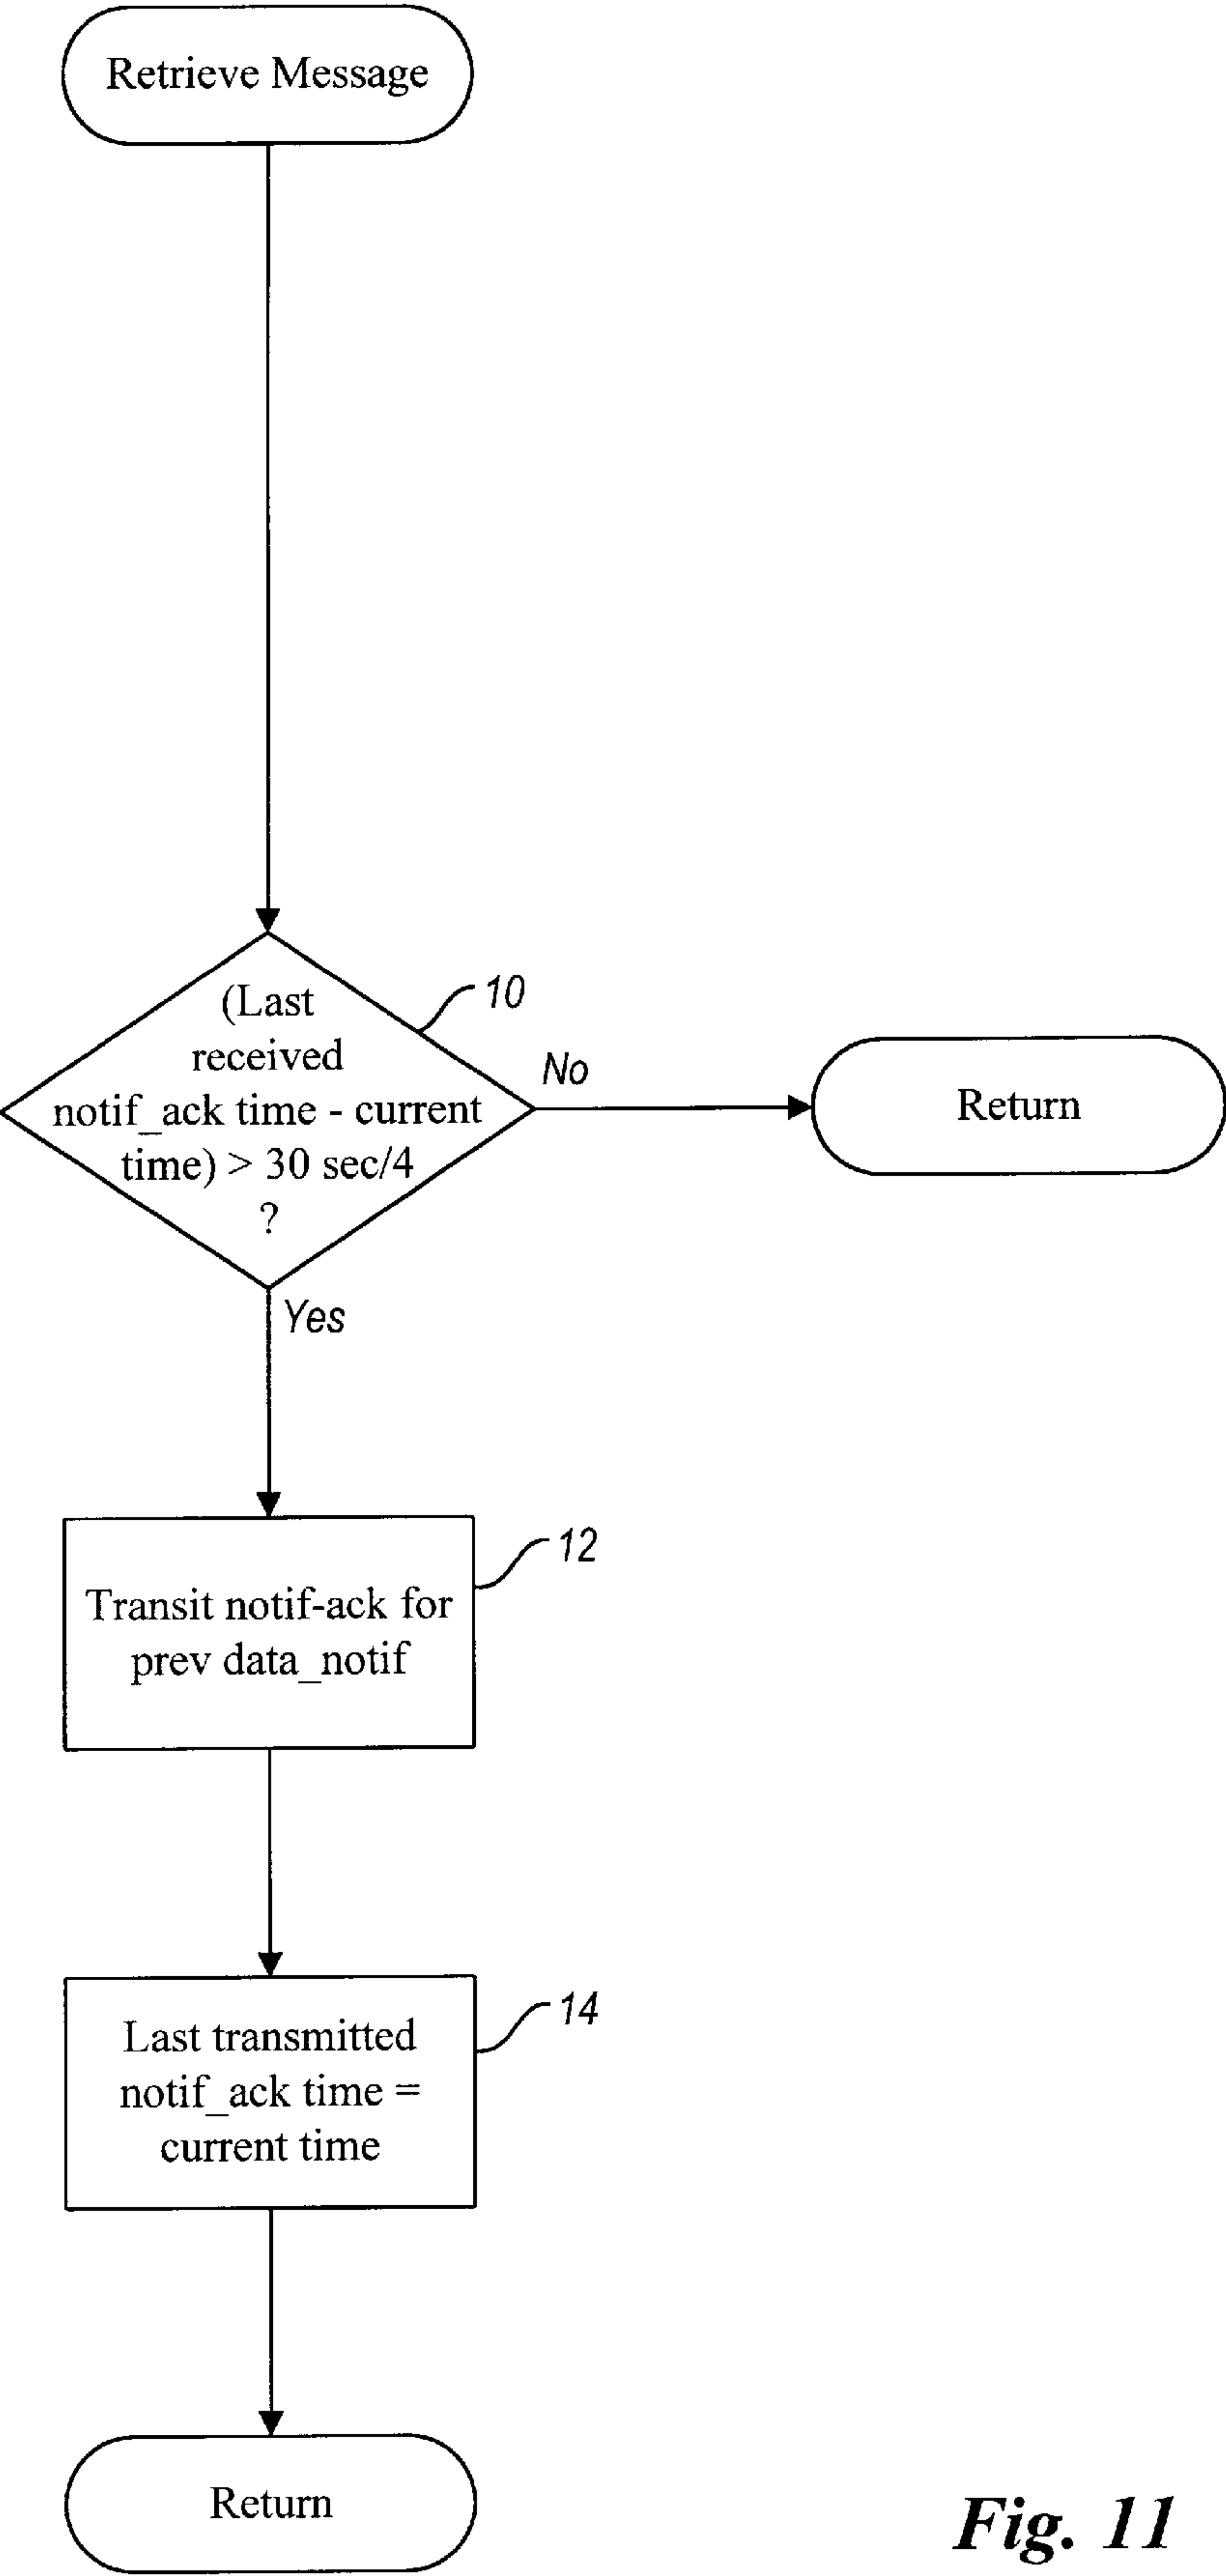 Retrieve Message
(Last
received
notif_ack time - current
time) > 30 sec/4
?
10
No
Return
Yes
Transit notif-ack for
prev data_notif
12
Last transmitted
notif_ack time =
current time
14
Return
Fig. 11